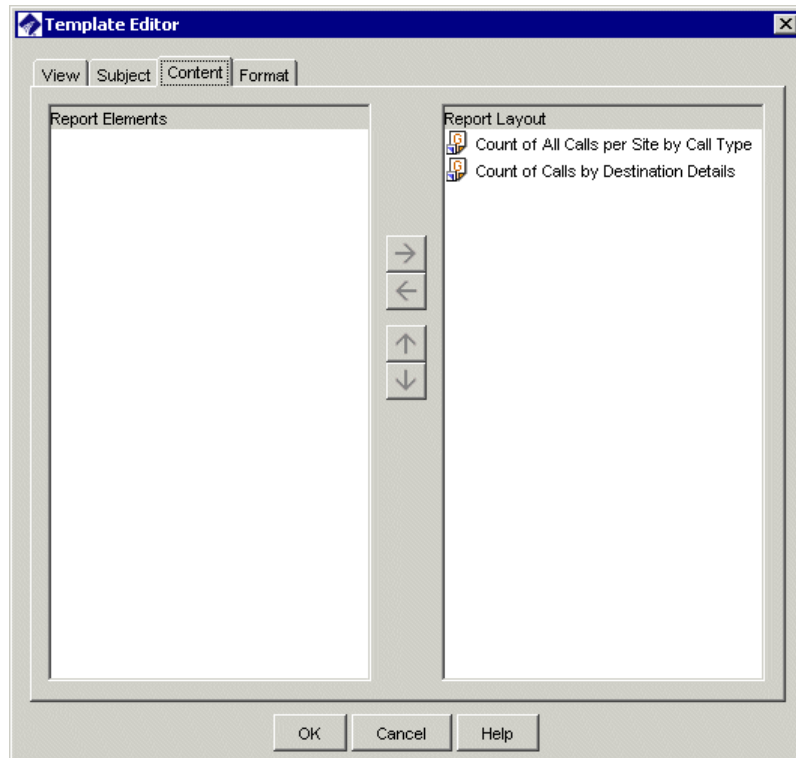 Template Editor
View Subject Content Format
Report Elements
Report Layout
Count of All Calls per Site by Call Type
Count of Calls by Destination Details
OK Cancel Help